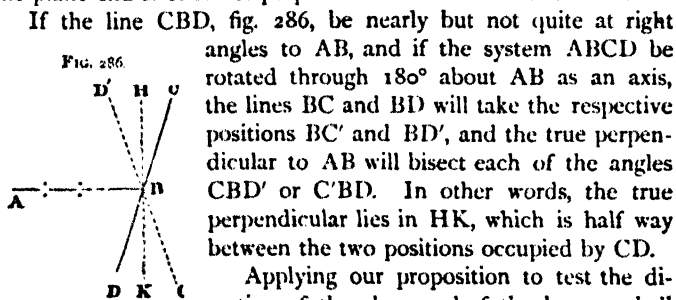 If the line CBD, fig. 286, be nearly but not quite at right
angles to AB, and if the system ABCD be
Fig. 286.
rotated through 180° about AB as an axis,
D′ H C
the lines BC and BD will take the respective
positions BC′ and BD′, and the true perpen-
dicular to AB will bisect each of the angles
A B
CBD′ or C′BD. In other words, the true
perpendicular lies in HK, which is half way
between the two positions occupied by CD.
D K
Applying our proposition to test the di-